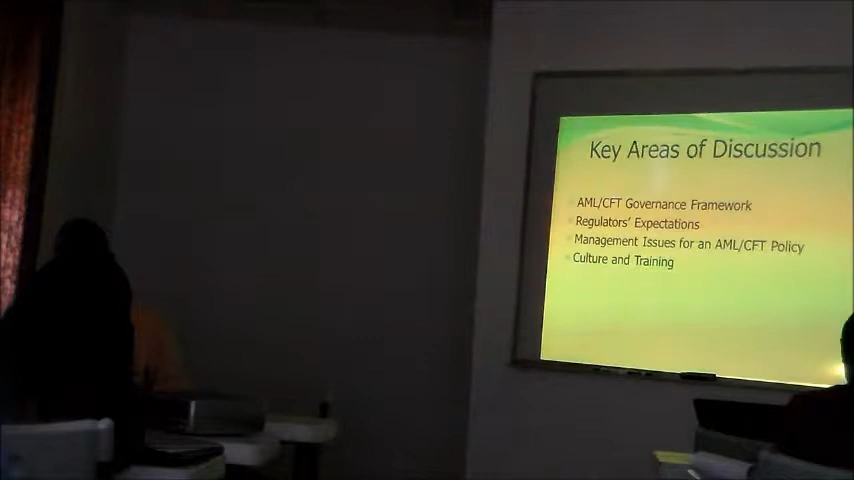 Key Areas of Discussion
AML/CFT Governance Framework
Regulators' Expectations
Management Issues for an AML/CFT Policy
Culture and Training